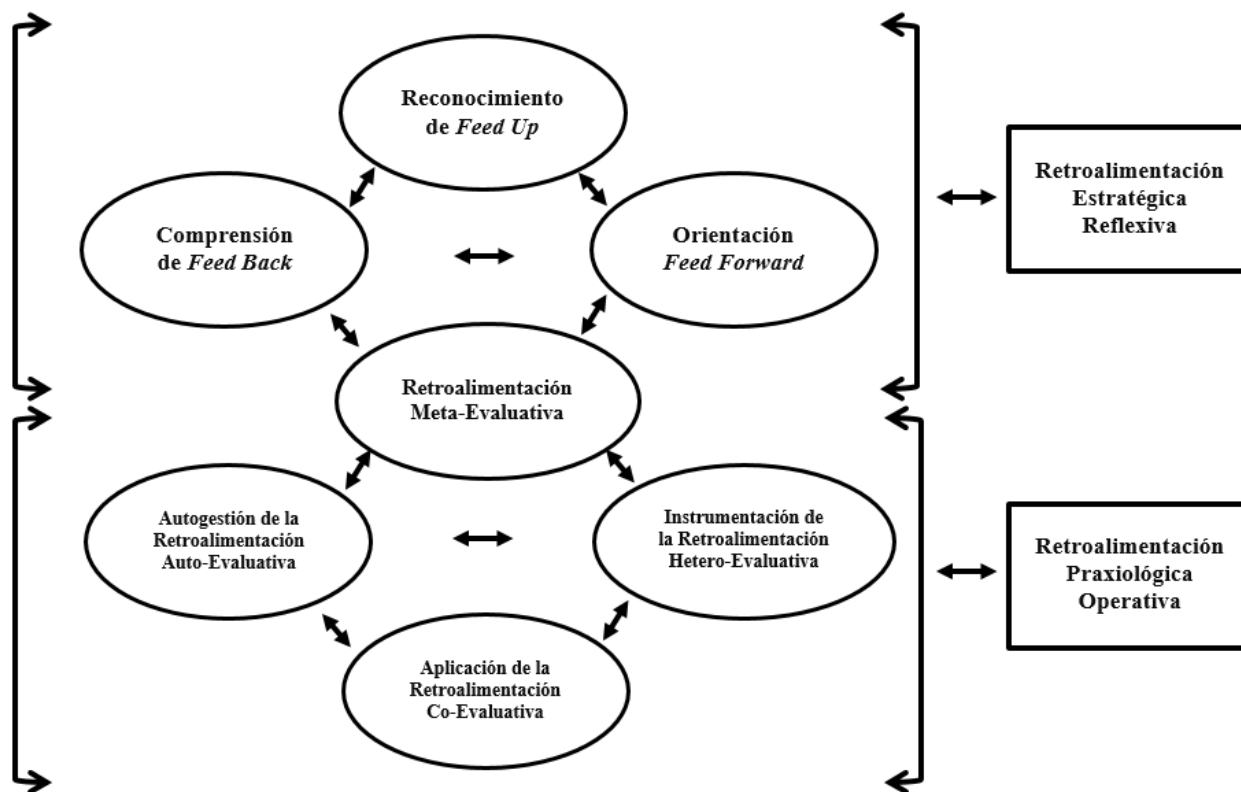 Reconocimiento
de Feed Up
Comprensión
de Feed Back
Orientación
Feed Forward
Retroalimentación
Estratégica
Reflexiva
Retroalimentación
Meta-Evaluativa
Autogestión de la
Retroalimentación
Auto-Evaluativa
Instrumentación de
la Retroalimentación
Hetero-Evaluativa
Retroalimentación
Praxiológica
Operativa
Aplicación de la
Retroalimentación
Co-Evaluativa